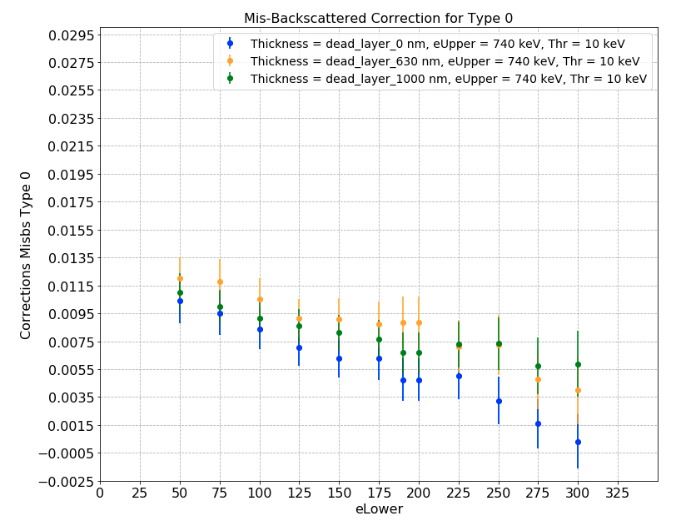 Mis-Backscattered Correction for Type 0
Thickness = dead_layer_0 nm, eUpper = 740 keV, Thr = 10 keV
Thickness = dead_layer_630 nm, eUpper = 740 keV, Thr = 10 keV
Thickness = dead_layer_1000 nm, eUpper = 740 keV, Thr = 10 keV
Corrections Misbs Type 0
0.0295
0.0275
0.0255
0.0235
0.0215
0.0195
0.0175
0.0155
0.0135
0.0115
0.0095
0.0075
0.0055
0.0035
0.0015
−0.0005
−0.0025
0 25 50 75 100 125 150 175 200 225 250 275 300 325
eLower